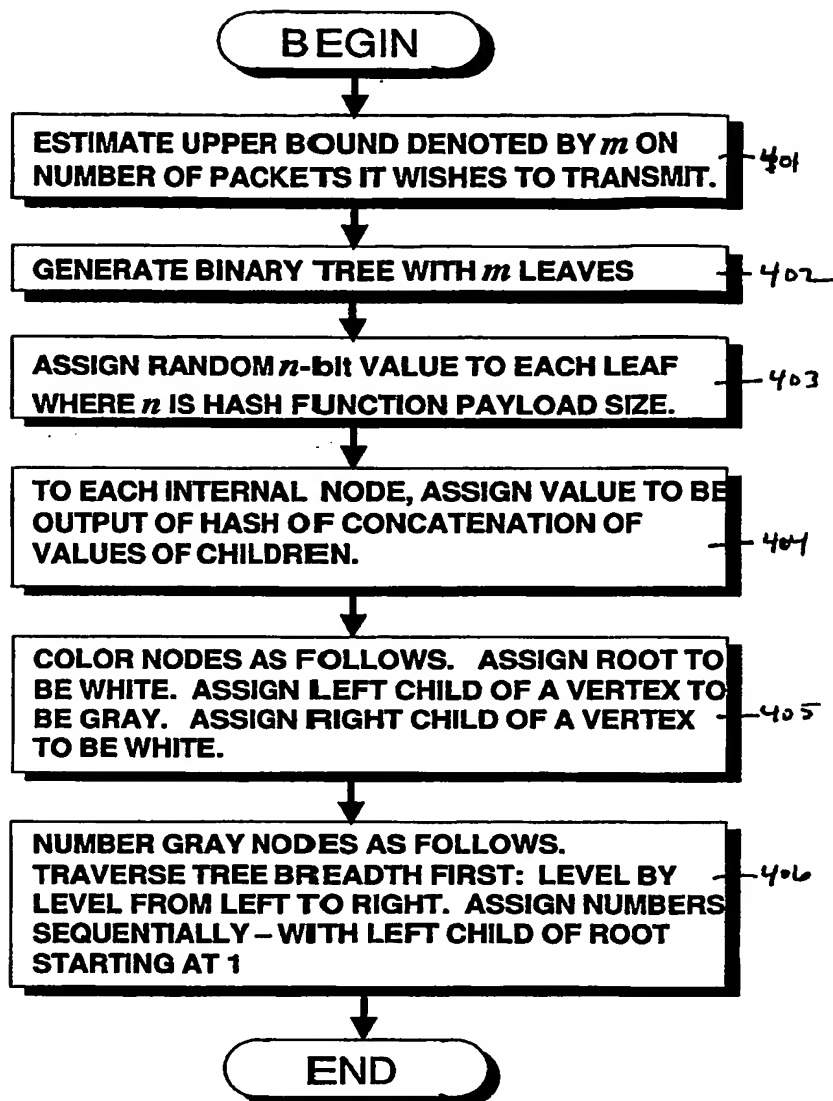 BEGIN
ESTIMATE UPPER BOUND DENOTED BY m ON
NUMBER OF PACKETS IT WISHES TO TRANSMIT.
401
GENERATE BINARY TREE WITH m LEAVES
402
ASSIGN RANDOM n-bit VALUE TO EACH LEAF
WHERE n IS HASH FUNCTION PAYLOAD SIZE.
403
TO EACH INTERNAL NODE, ASSIGN VALUE TO BE
OUTPUT OF HASH OF CONCATENATION OF
VALUES OF CHILDREN.
404
COLOR NODES AS FOLLOWS. ASSIGN ROOT TO
BE WHITE. ASSIGN LEFT CHILD OF A VERTEX TO
BE GRAY. ASSIGN RIGHT CHILD OF A VERTEX
TO BE WHITE.
405
NUMBER GRAY NODES AS FOLLOWS.
TRAVERSE TREE BREADTH FIRST: LEVEL BY
LEVEL FROM LEFT TO RIGHT. ASSIGN NUMBERS
SEQUENTIALLY – WITH LEFT CHILD OF ROOT
STARTING AT 1
406
END